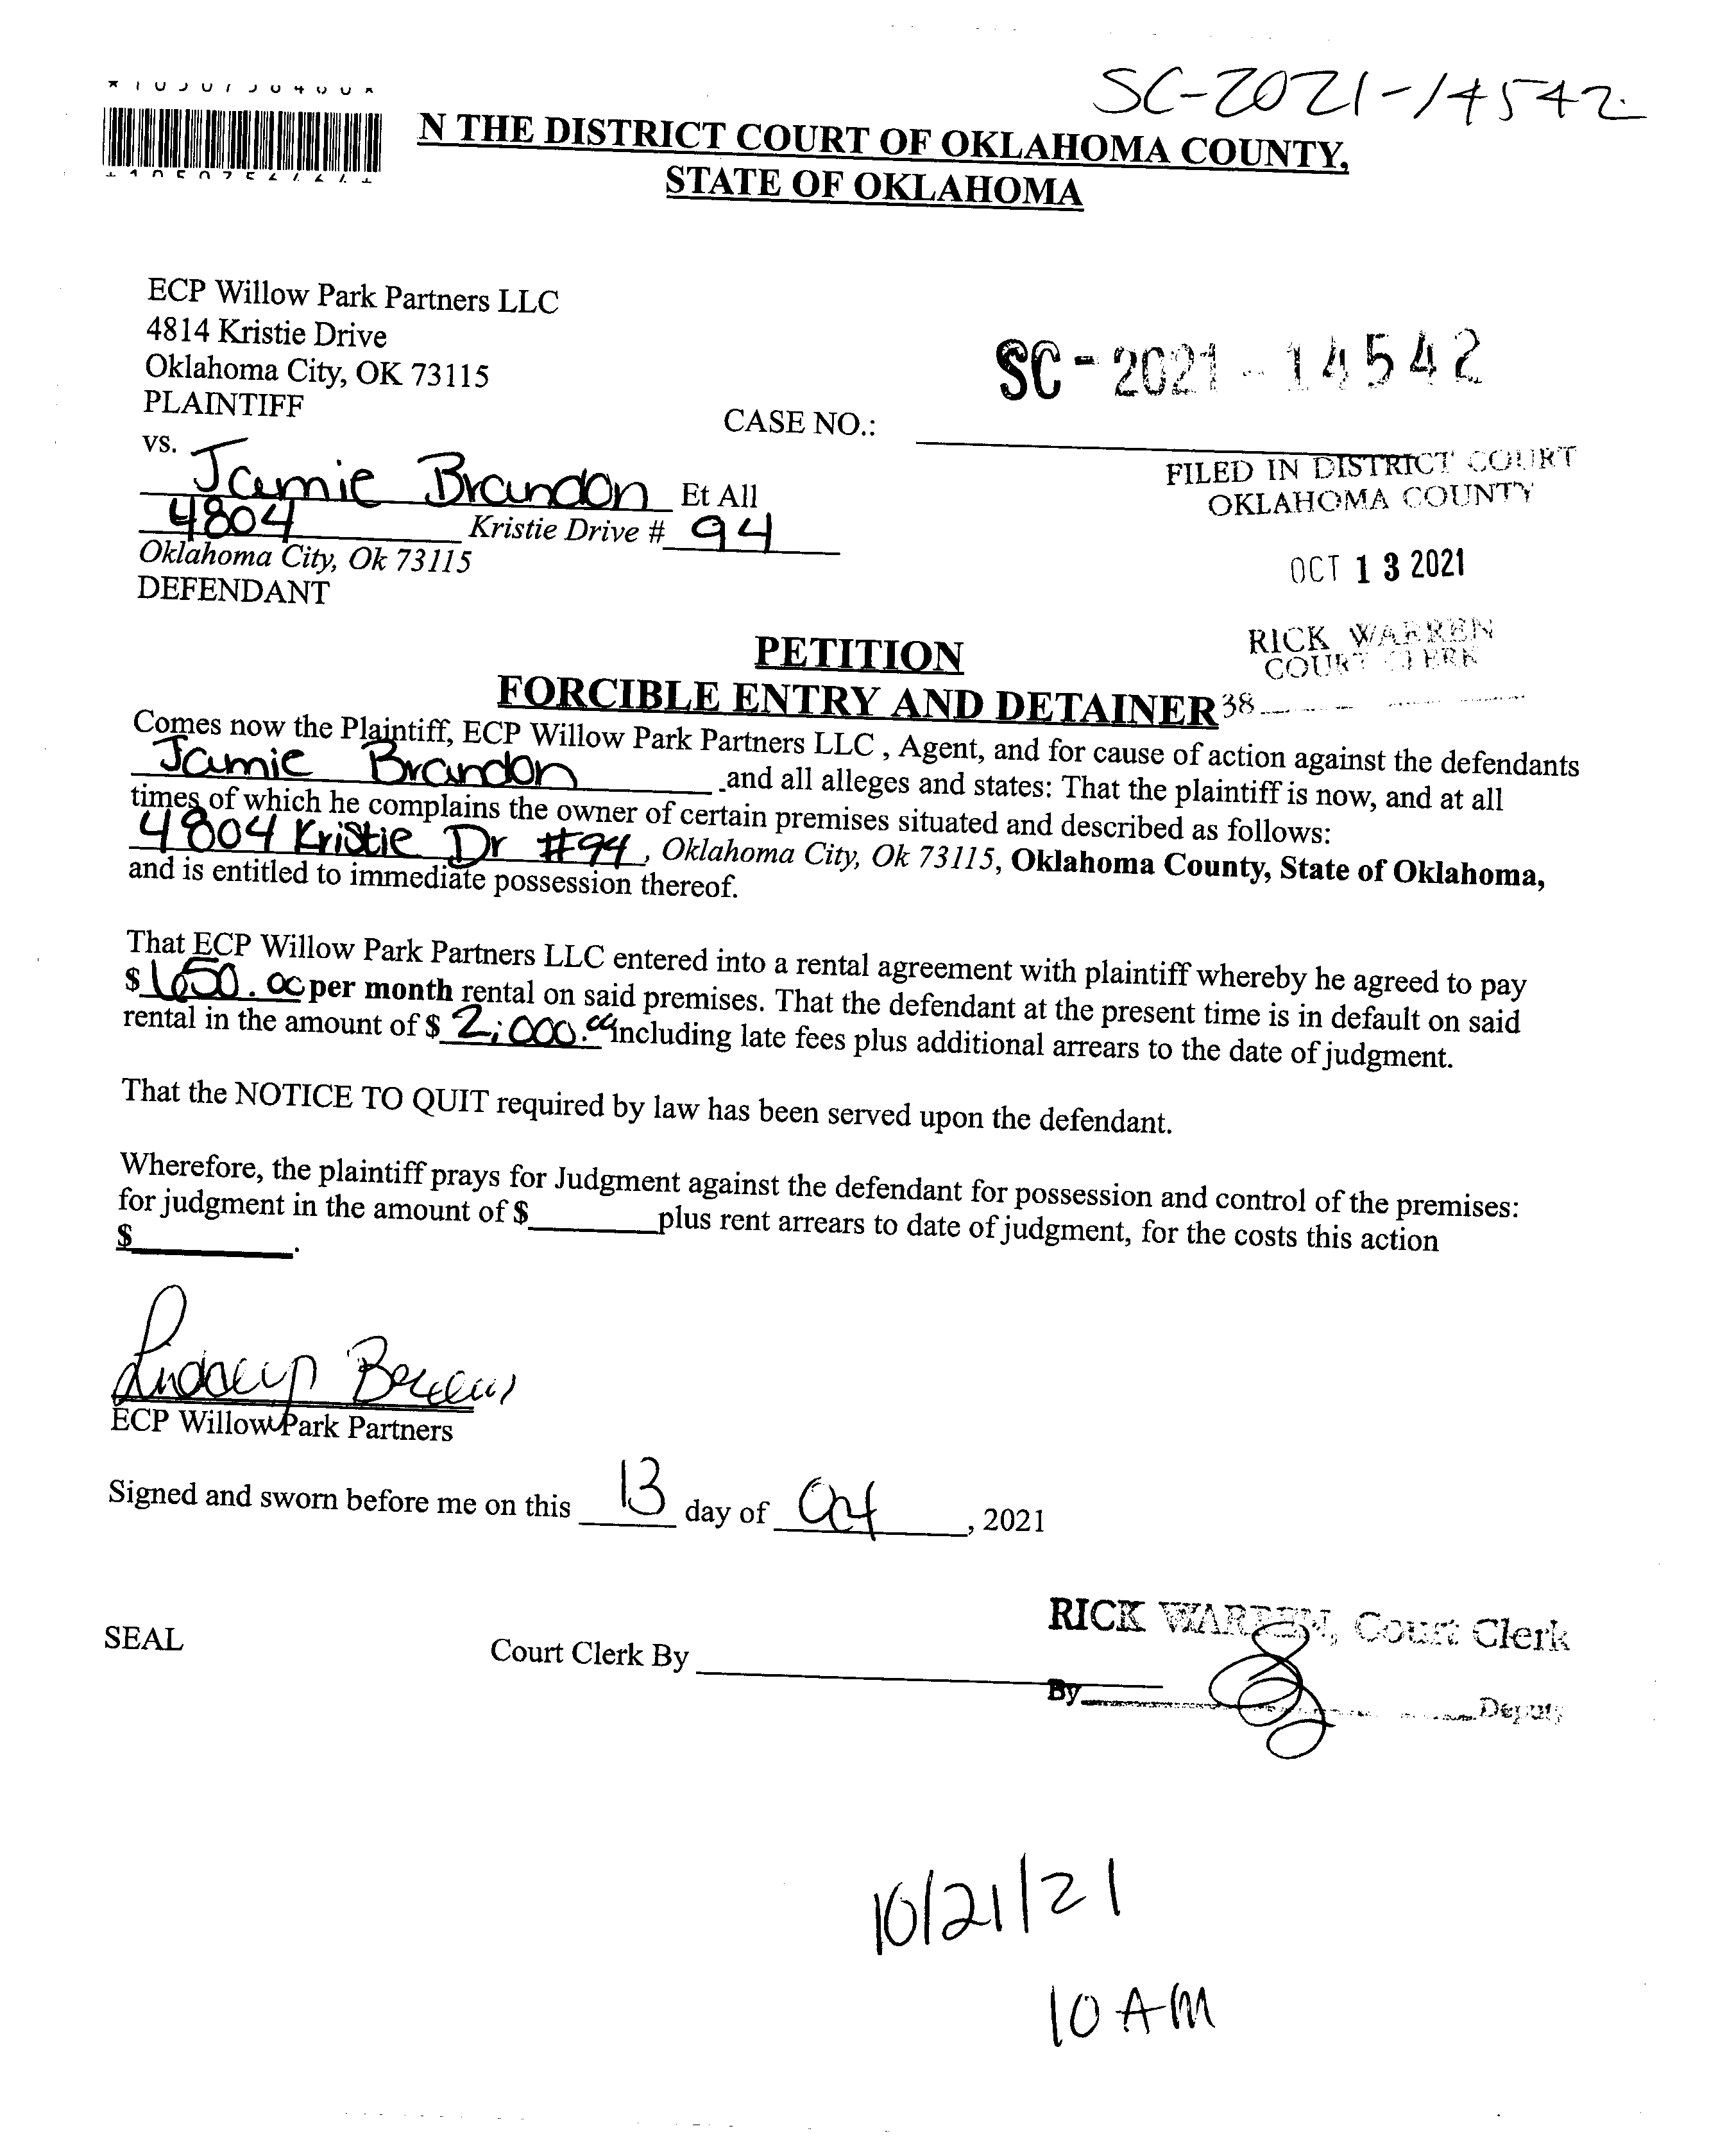 SC-2021-14542
N THE DISTRICT COURT OF OKLAHOMA COUNTY,
STATE OF OKLAHOMA
ECP Willow Park Partners LLC
4814 Kristie Drive
Oklahoma City, OK 73115
PLAINTIFF
SC-2021-14542
CASE NO.:
vs.
Jamie Brandon Et All
4804 Kristie Drive # 94
Oklahoma City, Ok 73115
DEFENDANT
FILED IN DISTRICT COURT
OKLAHOMA COUNTY
OCT 13 2021
RICK WARREN
COURT CLERK
38
PETITION
FORCIBLE ENTRY AND DETAINER
Comes now the Plaintiff, ECP Willow Park Partners LLC , Agent, and for cause of action against the defendants
Jamie Brandon and all alleges and states: That the plaintiff is now, and at all
times of which he complains the owner of certain premises situated and described as follows:
4804 Kristie Dr #94, Oklahoma City, Ok 73115, Oklahoma County, State of Oklahoma,
and is entitled to immediate possession thereof.
That ECP Willow Park Partners LLC entered into a rental agreement with plaintiff whereby he agreed to pay
$ 650.00 per month rental on said premises. That the defendant at the present time is in default on said
rental in the amount of $ 2,000.00 including late fees plus additional arrears to the date of judgment.
That the NOTICE TO QUIT required by law has been served upon the defendant.
Wherefore, the plaintiff prays for Judgment against the defendant for possession and control of the premises:
for judgment in the amount of $ plus rent arrears to date of judgment, for the costs this action
$ .
ECP Willow Park Partners
Signed and sworn before me on this 13 day of Oct, 2021
SEAL
Court Clerk By
RICK WARREN, Court Clerk
By Deputy
10/21/21
10 AM